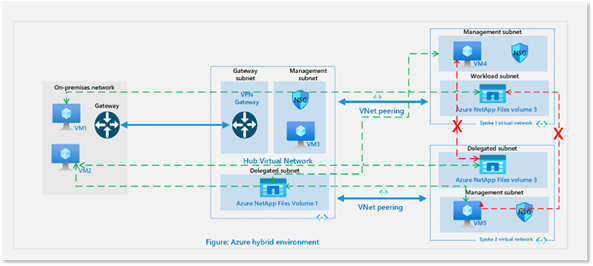 Management subnet
NSG
VM4
Workload subnet
Azure NetApp Files volume 3
Spoke 1 virtual network
On-premises network
Gateway
VM1
VM2
Gateway
subnet
VPN
Gateway
Management
subnet
NSG
VM3
Hub Virtual Network
Delegated subnet
Azure NetApp Files Volume 1
VNet peering
VNet peering
X
X
Delegated subnet
Azure NetApp Files volume 3
Management subnet
VM5
NSG
Spoke 2 virtual network
Figure: Azure hybrid environment